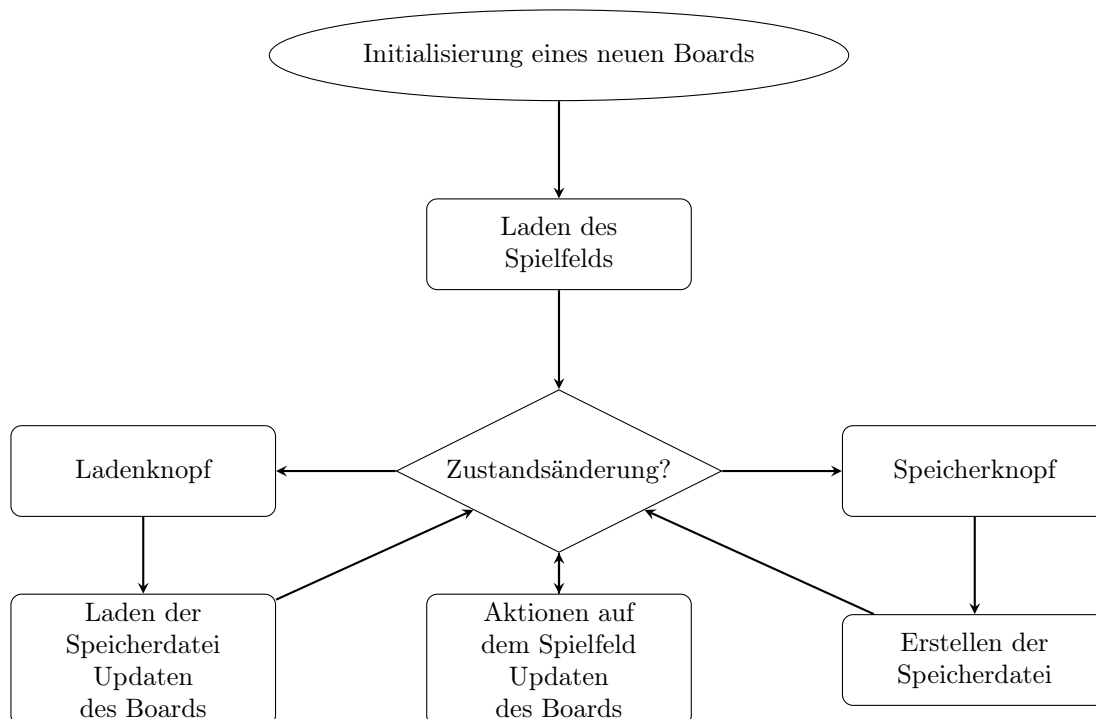 Initialisierung eines neuen Boards
Laden des
Spielfelds
Ladenknopf
Zustandsänderung?
Speicherknopf
Laden der
Speicherdatei
Updaten
des Boards
Aktionen auf
dem Spielfeld
Updaten
des Boards
Erstellen der
Speicherdatei